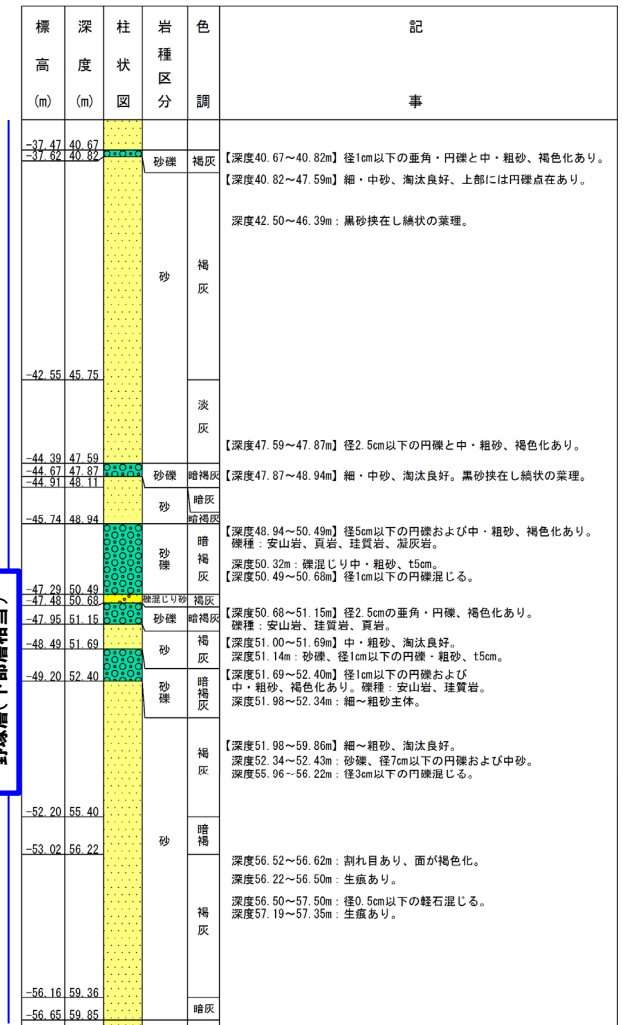 標高(m) 深度(m) 柱状図 岩種区分 色調 記事
-37.47 40.67
-37.62 40.82 砂礫 褐灰 【深度40.67～40.82m】径1cm以下の亜角・円礫と中・粗砂、褐色化あり。
【深度40.82～47.59m】細・中砂、淘汰良好、上部には円礫点在あり。
深度42.50～46.39m：黒砂挟在し縞状の葉理。
砂 褐灰
-42.55 45.75
淡灰
【深度47.59～47.87m】径2.5cm以下の円礫と中・粗砂、褐色化あり。
-44.39 47.59
-44.67 47.87 砂礫 暗褐灰 【深度47.87～48.94m】細・中砂、淘汰良好。黒砂挟在し縞状の葉理。
-44.91 48.11
砂 暗灰
-45.74 48.94 暗褐灰
【深度48.94～50.49m】径5cm以下の円礫および中・粗砂、褐色化あり。
礫種：安山岩、頁岩、珪質岩、凝灰岩。
砂礫 暗褐灰
深度50.32m：礫混じり中・粗砂、t5cm。
【深度50.49～50.68m】径1cm以下の円礫混じる。
-47.29 50.49
-47.48 50.68 礫混じり砂 褐灰
【深度50.68～51.15m】径2.5cmの亜角・円礫、褐色化あり。
-47.95 51.15 砂礫 暗褐灰 礫種：安山岩、珪質岩、頁岩。
【深度51.00～51.69m】中・粗砂、淘汰良好。
-48.49 51.69 砂 褐灰 深度51.14m：砂礫、径1cm以下の円礫・粗砂、t5cm。
【深度51.69～52.40m】径1cm以下の円礫および
-49.20 52.40 砂礫 暗褐灰 中・粗砂、褐色化あり。礫種：安山岩、珪質岩。
深度51.98～52.34m：細～粗砂主体。
【深度51.98～59.86m】細～粗砂、淘汰良好。
褐灰 深度52.34～52.43m：砂礫、径7cm以下の円礫および中砂。
深度55.96～56.22m：径3cm以下の円礫混じる。
-52.20 55.40
砂 暗褐
-53.02 56.22
深度56.52～56.62m：割れ目あり、面が褐色化。
深度56.22～56.50m：生痕あり。
深度56.50～57.50m：径0.5cm以下の軽石混じる。
褐灰 深度57.19～57.35m：生痕あり。
-56.16 59.36
暗灰
-56.65 59.85